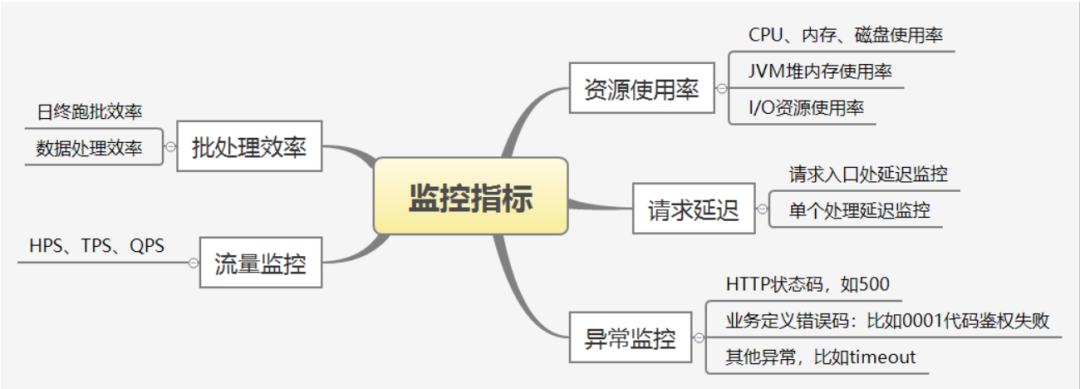 监控指标
资源使用率
CPU、内存、磁盘使用率
JVM堆内存使用率
I/O资源使用率
请求延迟
请求入口处延迟监控
单个处理延迟监控
异常监控
HTTP状态码，如500
业务定义错误码：比如0001代码鉴权失败
其他异常，比如timeout
批处理效率
日终跑批效率
数据处理效率
流量监控
HPS、TPS、QPS